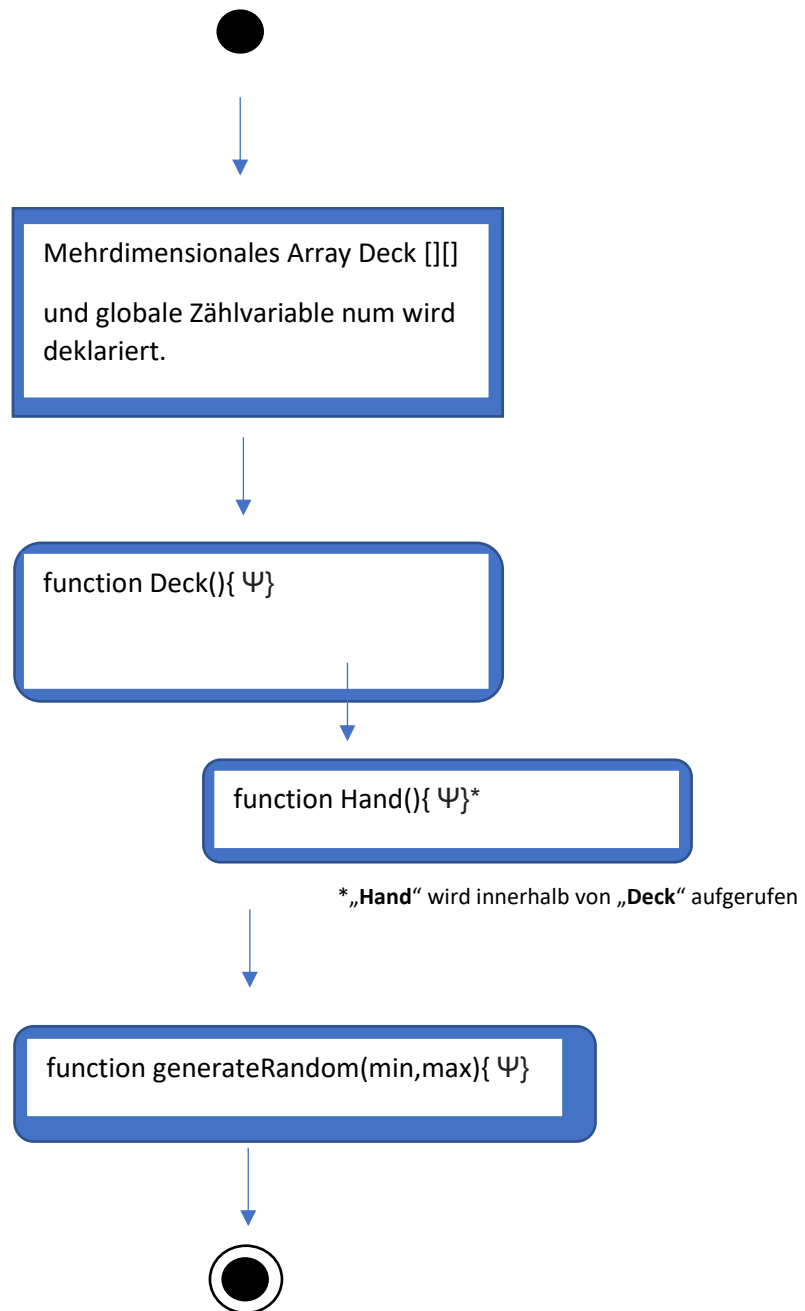 Mehrdimensionales Array Deck [][]
und globale Zählvariable num wird
deklariert.
function Deck(){ Ψ}
function Hand(){ Ψ}*
*„Hand“ wird innerhalb von „Deck“ aufgerufen
function generateRandom(min,max){ Ψ}